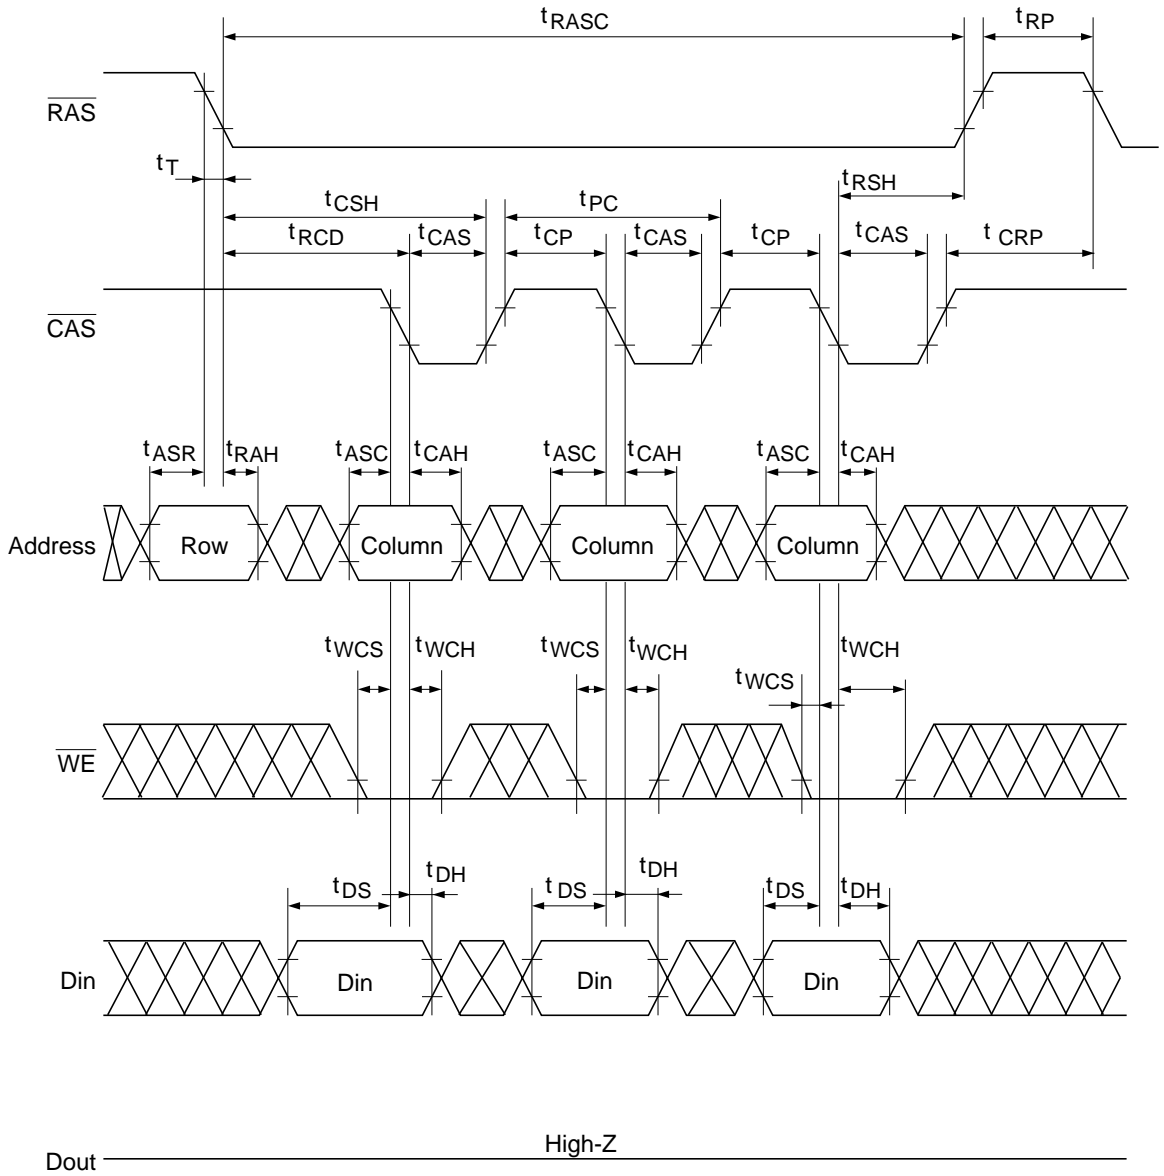 tRASC tRP
RAS
tT
tRSH
tCSH tPC
tRCD tCAS tCP tCAS tCP tCAS tCRP
CAS
tASR tRAH tASC tCAH tASC tCAH tASC tCAH
Address Row Column Column Column
tWCS tWCH tWCS tWCH tWCS tWCH
WE
tDS tDH tDS tDH tDS tDH
Din Din Din Din
High-Z
Dout